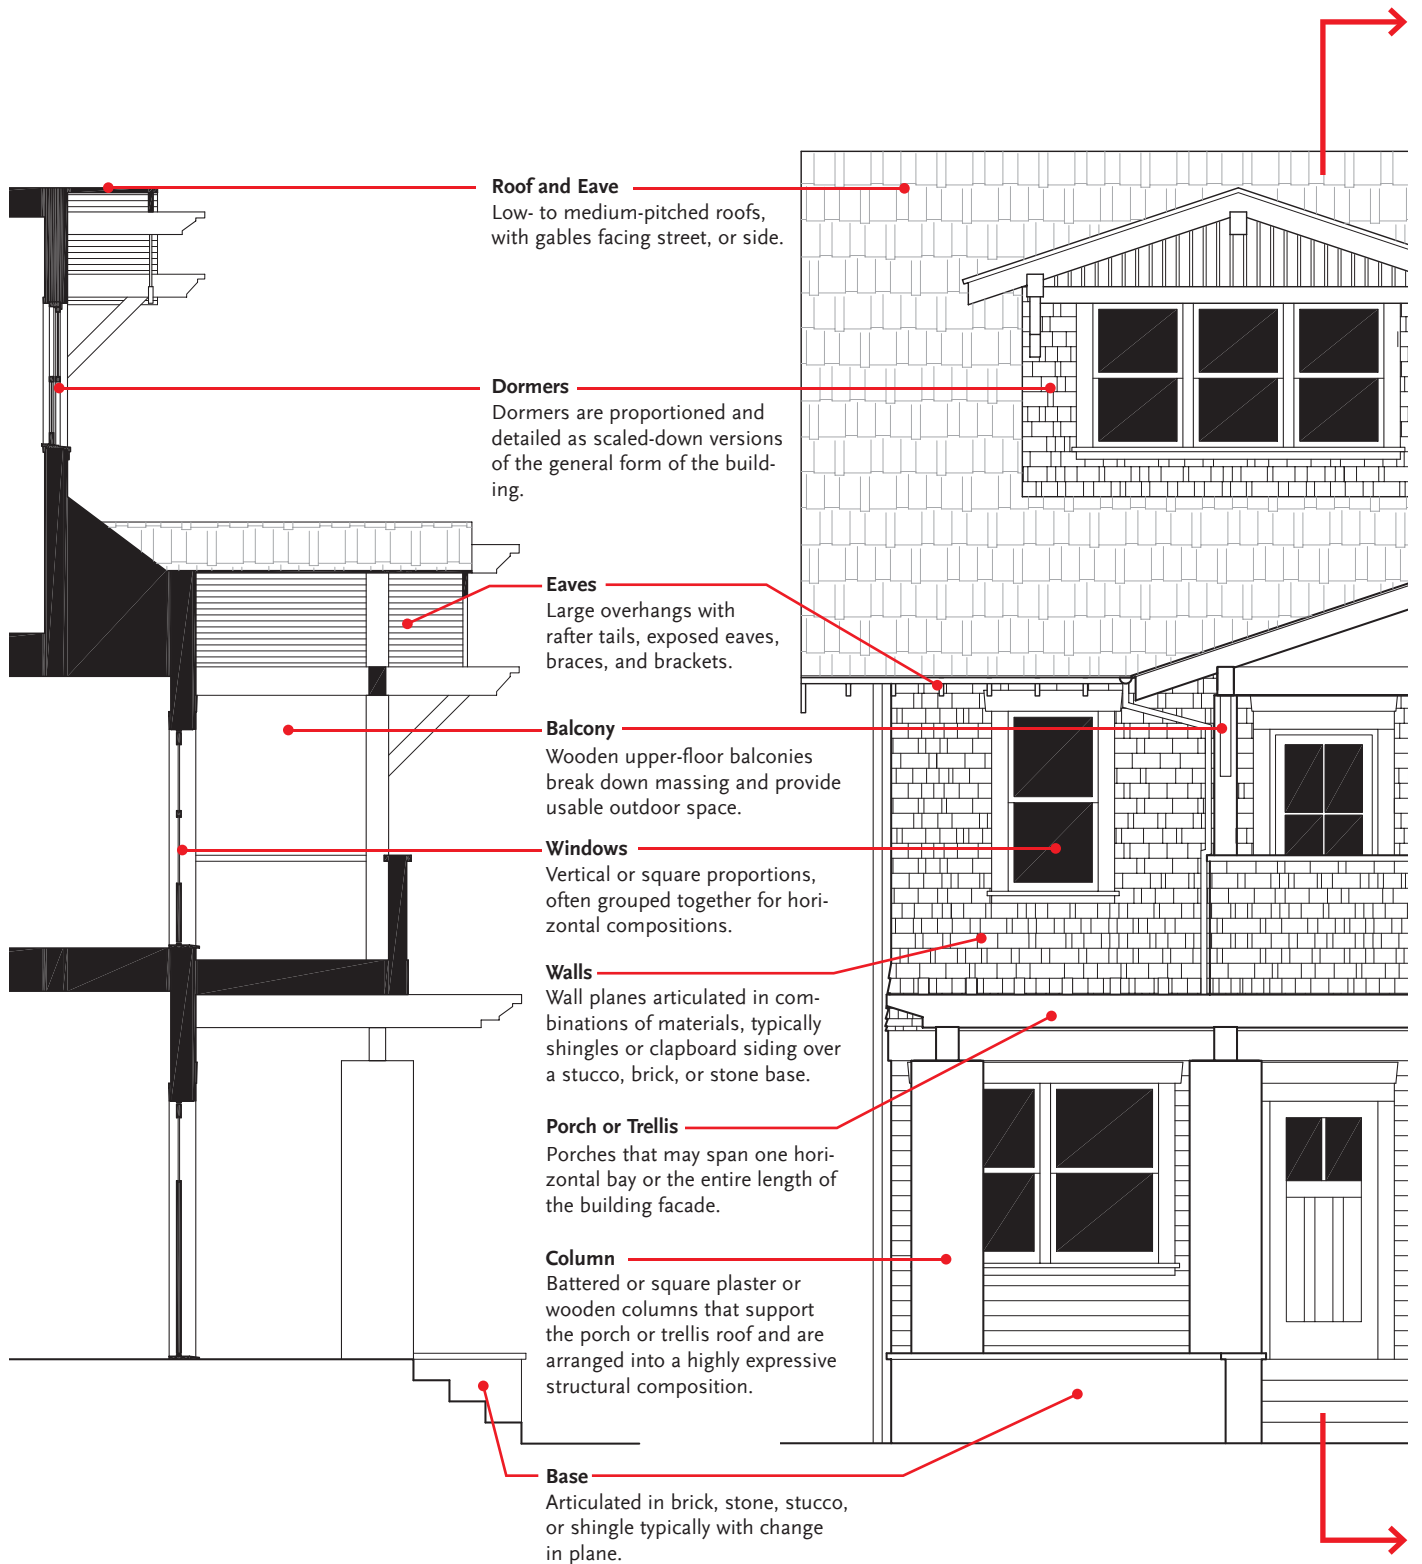 Roof and Eave
Low- to medium-pitched roofs,
with gables facing street, or side.
Dormers
Dormers are proportioned and
detailed as scaled-down versions
of the general form of the build-
ing.
Eaves
Large overhangs with
rafter tails, exposed eaves,
braces, and brackets.
Balcony
Wooden upper-floor balconies
break down massing and provide
usable outdoor space.
Windows
Vertical or square proportions,
often grouped together for hori-
zontal compositions.
Walls
Wall planes articulated in com-
binations of materials, typically
shingles or clapboard siding over
a stucco, brick, or stone base.
Porch or Trellis
Porches that may span one hori-
zontal bay or the entire length of
the building facade.
Column
Battered or square plaster or
wooden columns that support
the porch or trellis roof and are
arranged into a highly expressive
structural composition.
Base
Articulated in brick, stone, stucco,
or shingle typically with change
in plane.